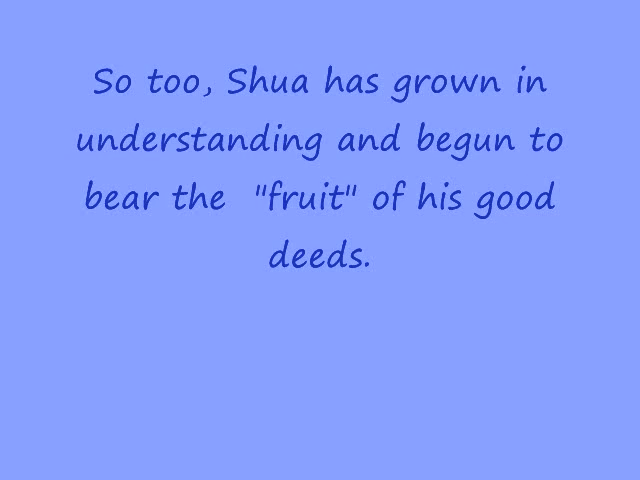 So too, Shua has grown in
understanding and begun to
bear the  "fruit" of his good
deeds.